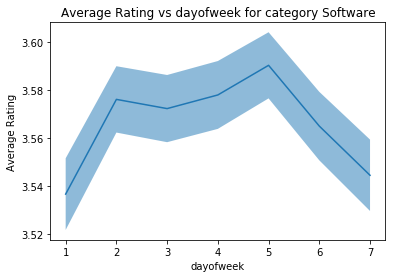 Average Rating vs dayofweek for category Software
Average Rating
3.60
3.58
3.56
3.54
3.52
1 2 3 4 5 6 7
dayofweek